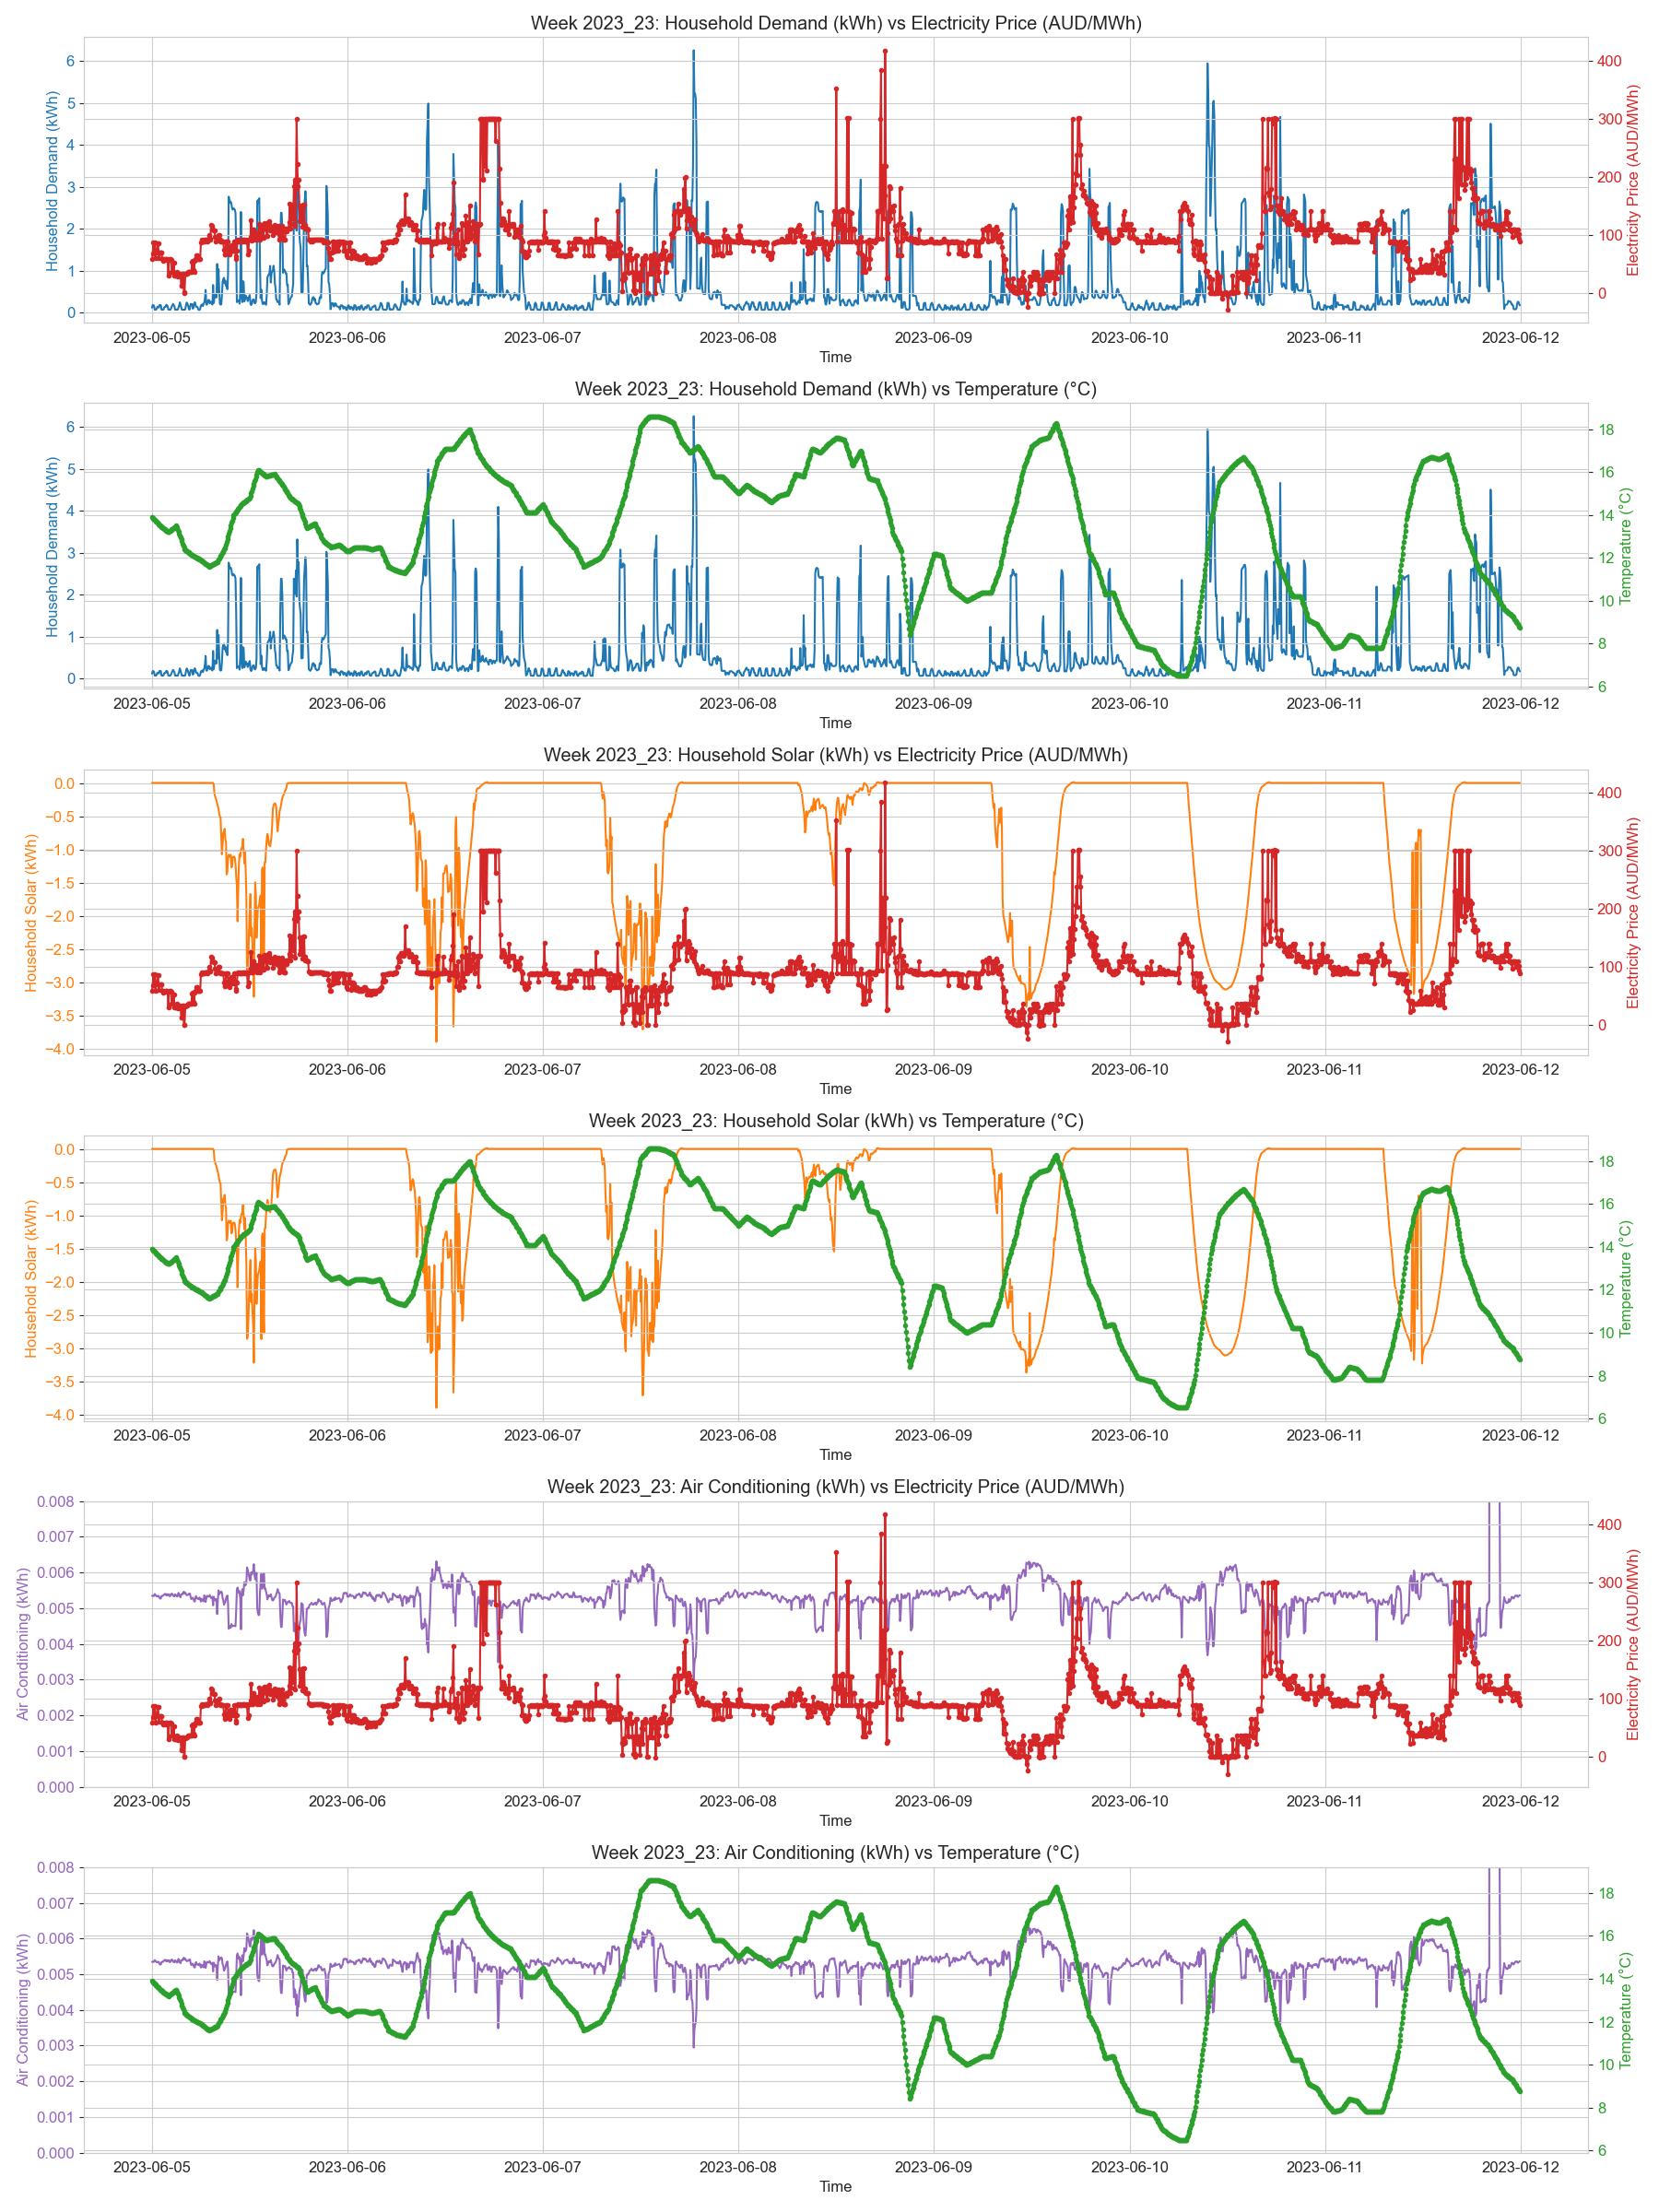 Week 2023_23: Household Demand (kWh) vs Electricity Price (AUD/MWh)
Household Demand (kWh)
6
5
4
3
2
1
0
400
300
200
100
0
Electricity Price (AUD/MWh)
2023-06-05 2023-06-06 2023-06-07 2023-06-08 2023-06-09 2023-06-10 2023-06-11 2023-06-12
Time
Week 2023_23: Household Demand (kWh) vs Temperature (°C)
Household Demand (kWh)
6
5
4
3
2
1
0
18
16
14
12
10
8
6
Temperature (°C)
2023-06-05 2023-06-06 2023-06-07 2023-06-08 2023-06-09 2023-06-10 2023-06-11 2023-06-12
Time
Week 2023_23: Household Solar (kWh) vs Electricity Price (AUD/MWh)
Household Solar (kWh)
0.0
−0.5
−1.0
−1.5
−2.0
−2.5
−3.0
−3.5
−4.0
400
300
200
100
0
Electricity Price (AUD/MWh)
2023-06-05 2023-06-06 2023-06-07 2023-06-08 2023-06-09 2023-06-10 2023-06-11 2023-06-12
Time
Week 2023_23: Household Solar (kWh) vs Temperature (°C)
Household Solar (kWh)
0.0
−0.5
−1.0
−1.5
−2.0
−2.5
−3.0
−3.5
−4.0
18
16
14
12
10
8
6
Temperature (°C)
2023-06-05 2023-06-06 2023-06-07 2023-06-08 2023-06-09 2023-06-10 2023-06-11 2023-06-12
Time
Week 2023_23: Air Conditioning (kWh) vs Electricity Price (AUD/MWh)
Air Conditioning (kWh)
0.008
0.007
0.006
0.005
0.004
0.003
0.002
0.001
0.000
400
300
200
100
0
Electricity Price (AUD/MWh)
2023-06-05 2023-06-06 2023-06-07 2023-06-08 2023-06-09 2023-06-10 2023-06-11 2023-06-12
Time
Week 2023_23: Air Conditioning (kWh) vs Temperature (°C)
Air Conditioning (kWh)
0.008
0.007
0.006
0.005
0.004
0.003
0.002
0.001
0.000
18
16
14
12
10
8
6
Temperature (°C)
2023-06-05 2023-06-06 2023-06-07 2023-06-08 2023-06-09 2023-06-10 2023-06-11 2023-06-12
Time